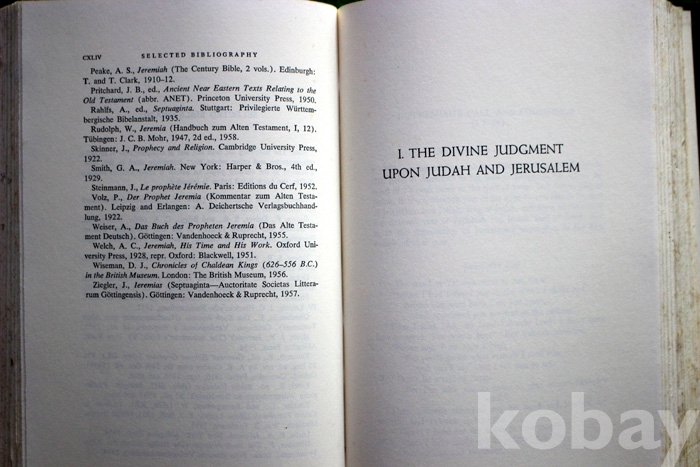 CXLIV SELECTED BIBLIOGRAPHY
Peake, A. S., Jeremiah (The Century Bible, 2 vols.). Edinburgh:
T. and T. Clark, 1910–12.
Pritchard, J. B., ed., Ancient Near Eastern Texts Relating to the
Old Testament (abbr. ANET). Princeton University Press, 1950.
Rahlfs, A., ed., Septuaginta. Stuttgart: Privilegierte Württem-
bergische Bibelanstalt, 1935.
Rudolph, W., Jeremia (Handbuch zum Alten Testament, I, 12).
Tübingen: J. C. B. Mohr, 1947, 2d ed., 1958.
Skinner, J., Prophecy and Religion. Cambridge University Press,
1922.
Smith, G. A., Jeremiah. New York: Harper & Bros., 4th ed.,
1929.
Steinmann, J., Le prophète Jérémie. Paris: Editions du Cerf, 1952.
Volz, P., Der Prophet Jeremia (Kommentar zum Alten Testa-
ment). Leipzig and Erlangen: A. Deichertsche Verlagsbuchhand-
lung, 1922.
Weiser, A., Das Buch des Propheten Jeremia (Das Alte Testa-
ment Deutsch). Göttingen: Vandenhoeck & Ruprecht, 1955.
Welch, A. C., Jeremiah, His Time and His Work. Oxford Uni-
versity Press, 1928, repr. Oxford: Blackwell, 1951.
Wiseman, D. J., Chronicles of Chaldean Kings (626–556 B.C.)
in the British Museum. London: The British Museum, 1956.
Ziegler, J., Ieremias (Septuaginta—Auctoritate Societas Littera-
rum Göttingensis). Göttingen: Vandenhoeck & Ruprecht, 1957.
I. THE DIVINE JUDGMENT
UPON JUDAH AND JERUSALEM
kobay